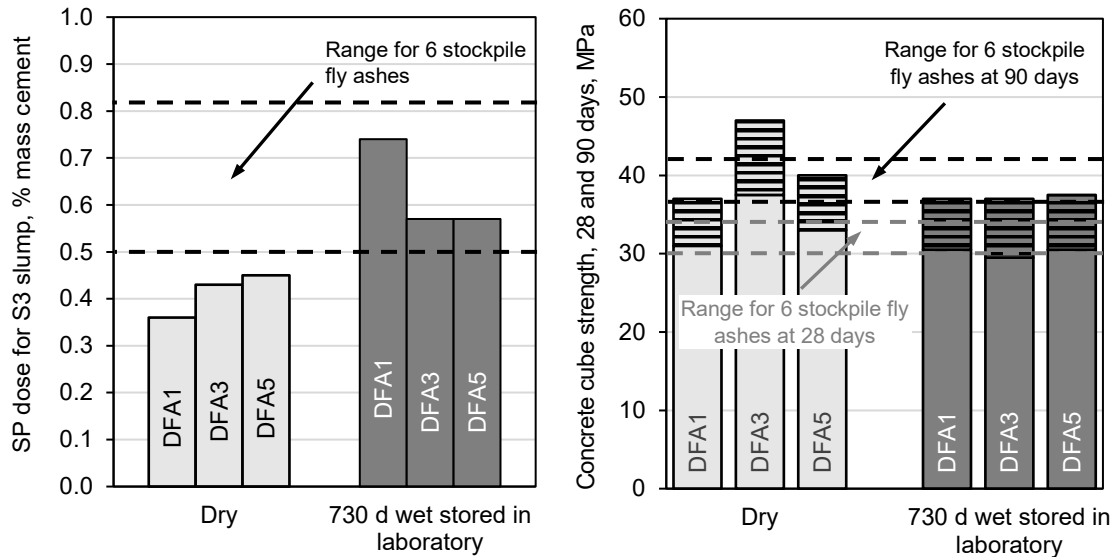 SP dose for S3 slump, % mass cement
1.0
0.9
0.8
0.7
0.6
0.5
0.4
0.3
0.2
0.1
0.0
Range for 6 stockpile
fly ashes
DFA1
DFA3
DFA5
DFA1
DFA3
DFA5
Dry
730 d wet stored in
laboratory
Concrete cube strength, 28 and 90 days, MPa
60
50
40
30
20
10
0
Range for 6 stockpile
fly ashes at 90 days
Range for 6 stockpile fly
ashes at 28 days
DFA1
DFA3
DFA5
DFA1
DFA3
DFA5
Dry
730 d wet stored in
laboratory